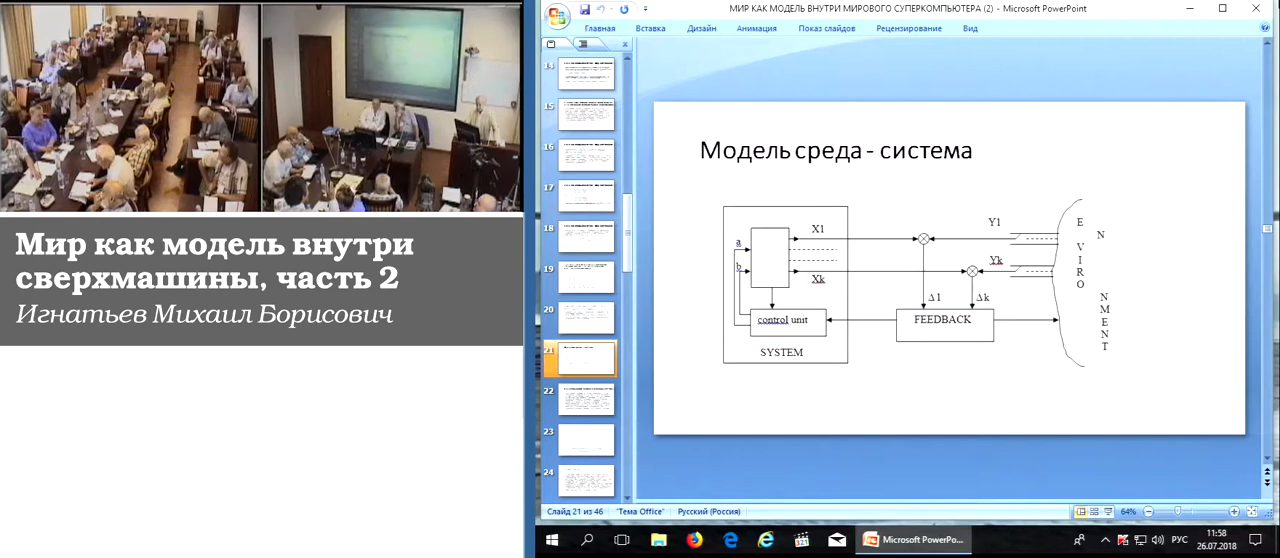 МИР КАК МОДЕЛЬ ВНУТРИ МИРОВОГО СУПЕРКОМПЬЮТЕРА (2) - Microsoft PowerPoint
Главная Вставка Дизайн Анимация Показ слайдов Рецензирование Вид
Мир как модель внутри
сверхмашины, часть 2
Игнатьев Михаил Борисович
14
15
16
17
18
19
20
21
22
23
24
Модель среда - система
a
b
X1
Xk
Y1
Yk
Δ1
Δk
control unit
SYSTEM
FEEDBACK
ENVIRONMENT
Слайд 21 из 46 "Тема Office" Русский (Россия) 64%
Microsoft PowerPo...
РУС
11:58
26.07.2018